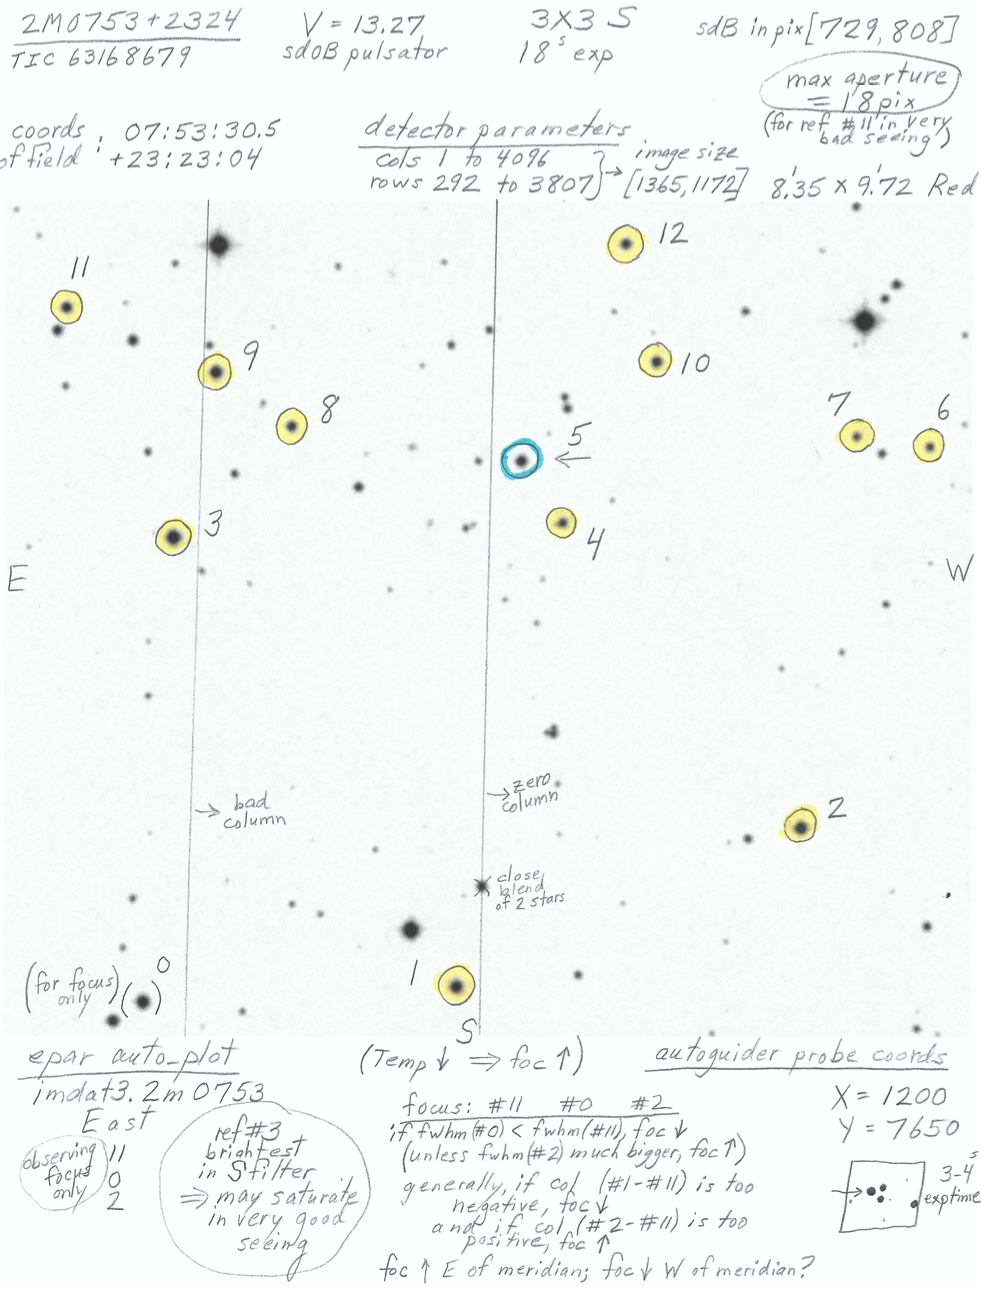 2M0753+2324
TIC 63168679
V = 13.27
sdOB pulsator
3X3 S
18s exp
sdB in pix [729, 808]
max aperture
= 18 pix
(for ref #11 in very
bad seeing)
coords : 07:53:30.5
of field +23:23:04
detector parameters
cols 1 to 4096
rows 292 to 3807
image size
[1365, 1172]
8.'35 x 9.'72 Red
11
12
9
10
8
7
6
5
3
4
E
W
bad
column
zero
column
2
close
blend
of 2 stars
0
(for focus
only)
1
S
epar auto_plot
imdat3.2m0753
East
observing
focus
only
11
0
2
ref #3
brightest
in S filter
⇒ may saturate
in very good
seeing
(Temp ↓ ⇒ foc ↑)
focus: #11 #0 #2
if fwhm(#0) < fwhm(#11), foc ↓
(unless fwhm(#2) much bigger, foc ↑)
generally, if col (#1-#11) is too
negative, foc ↓
and if col (#2-#11) is too
positive, foc ↑
foc ↑ E of meridian; foc ↓ W of meridian?
autoguider probe coords
X = 1200
Y = 7650
3-4s
exptime